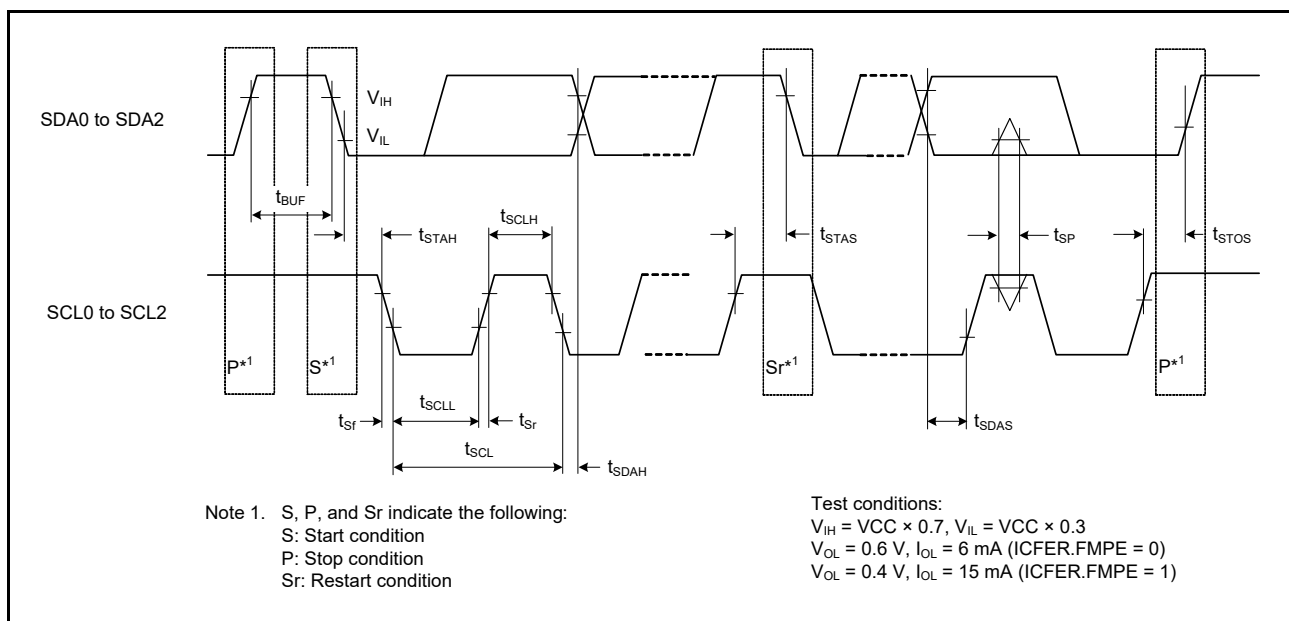 SDA0 to SDA2
VIH
VIL
tBUF
tSTAH
tSCLH
tSTAS
tSP
tSTOS
SCL0 to SCL2
P*1
S*1
Sr*1
P*1
tSf
tSCLL
tSr
tSCL
tSDAH
tSDAS
Note 1. S, P, and Sr indicate the following:
S: Start condition
P: Stop condition
Sr: Restart condition
Test conditions:
VIH = VCC × 0.7, VIL = VCC × 0.3
VOL = 0.6 V, IOL = 6 mA (ICFER.FMPE = 0)
VOL = 0.4 V, IOL = 15 mA (ICFER.FMPE = 1)